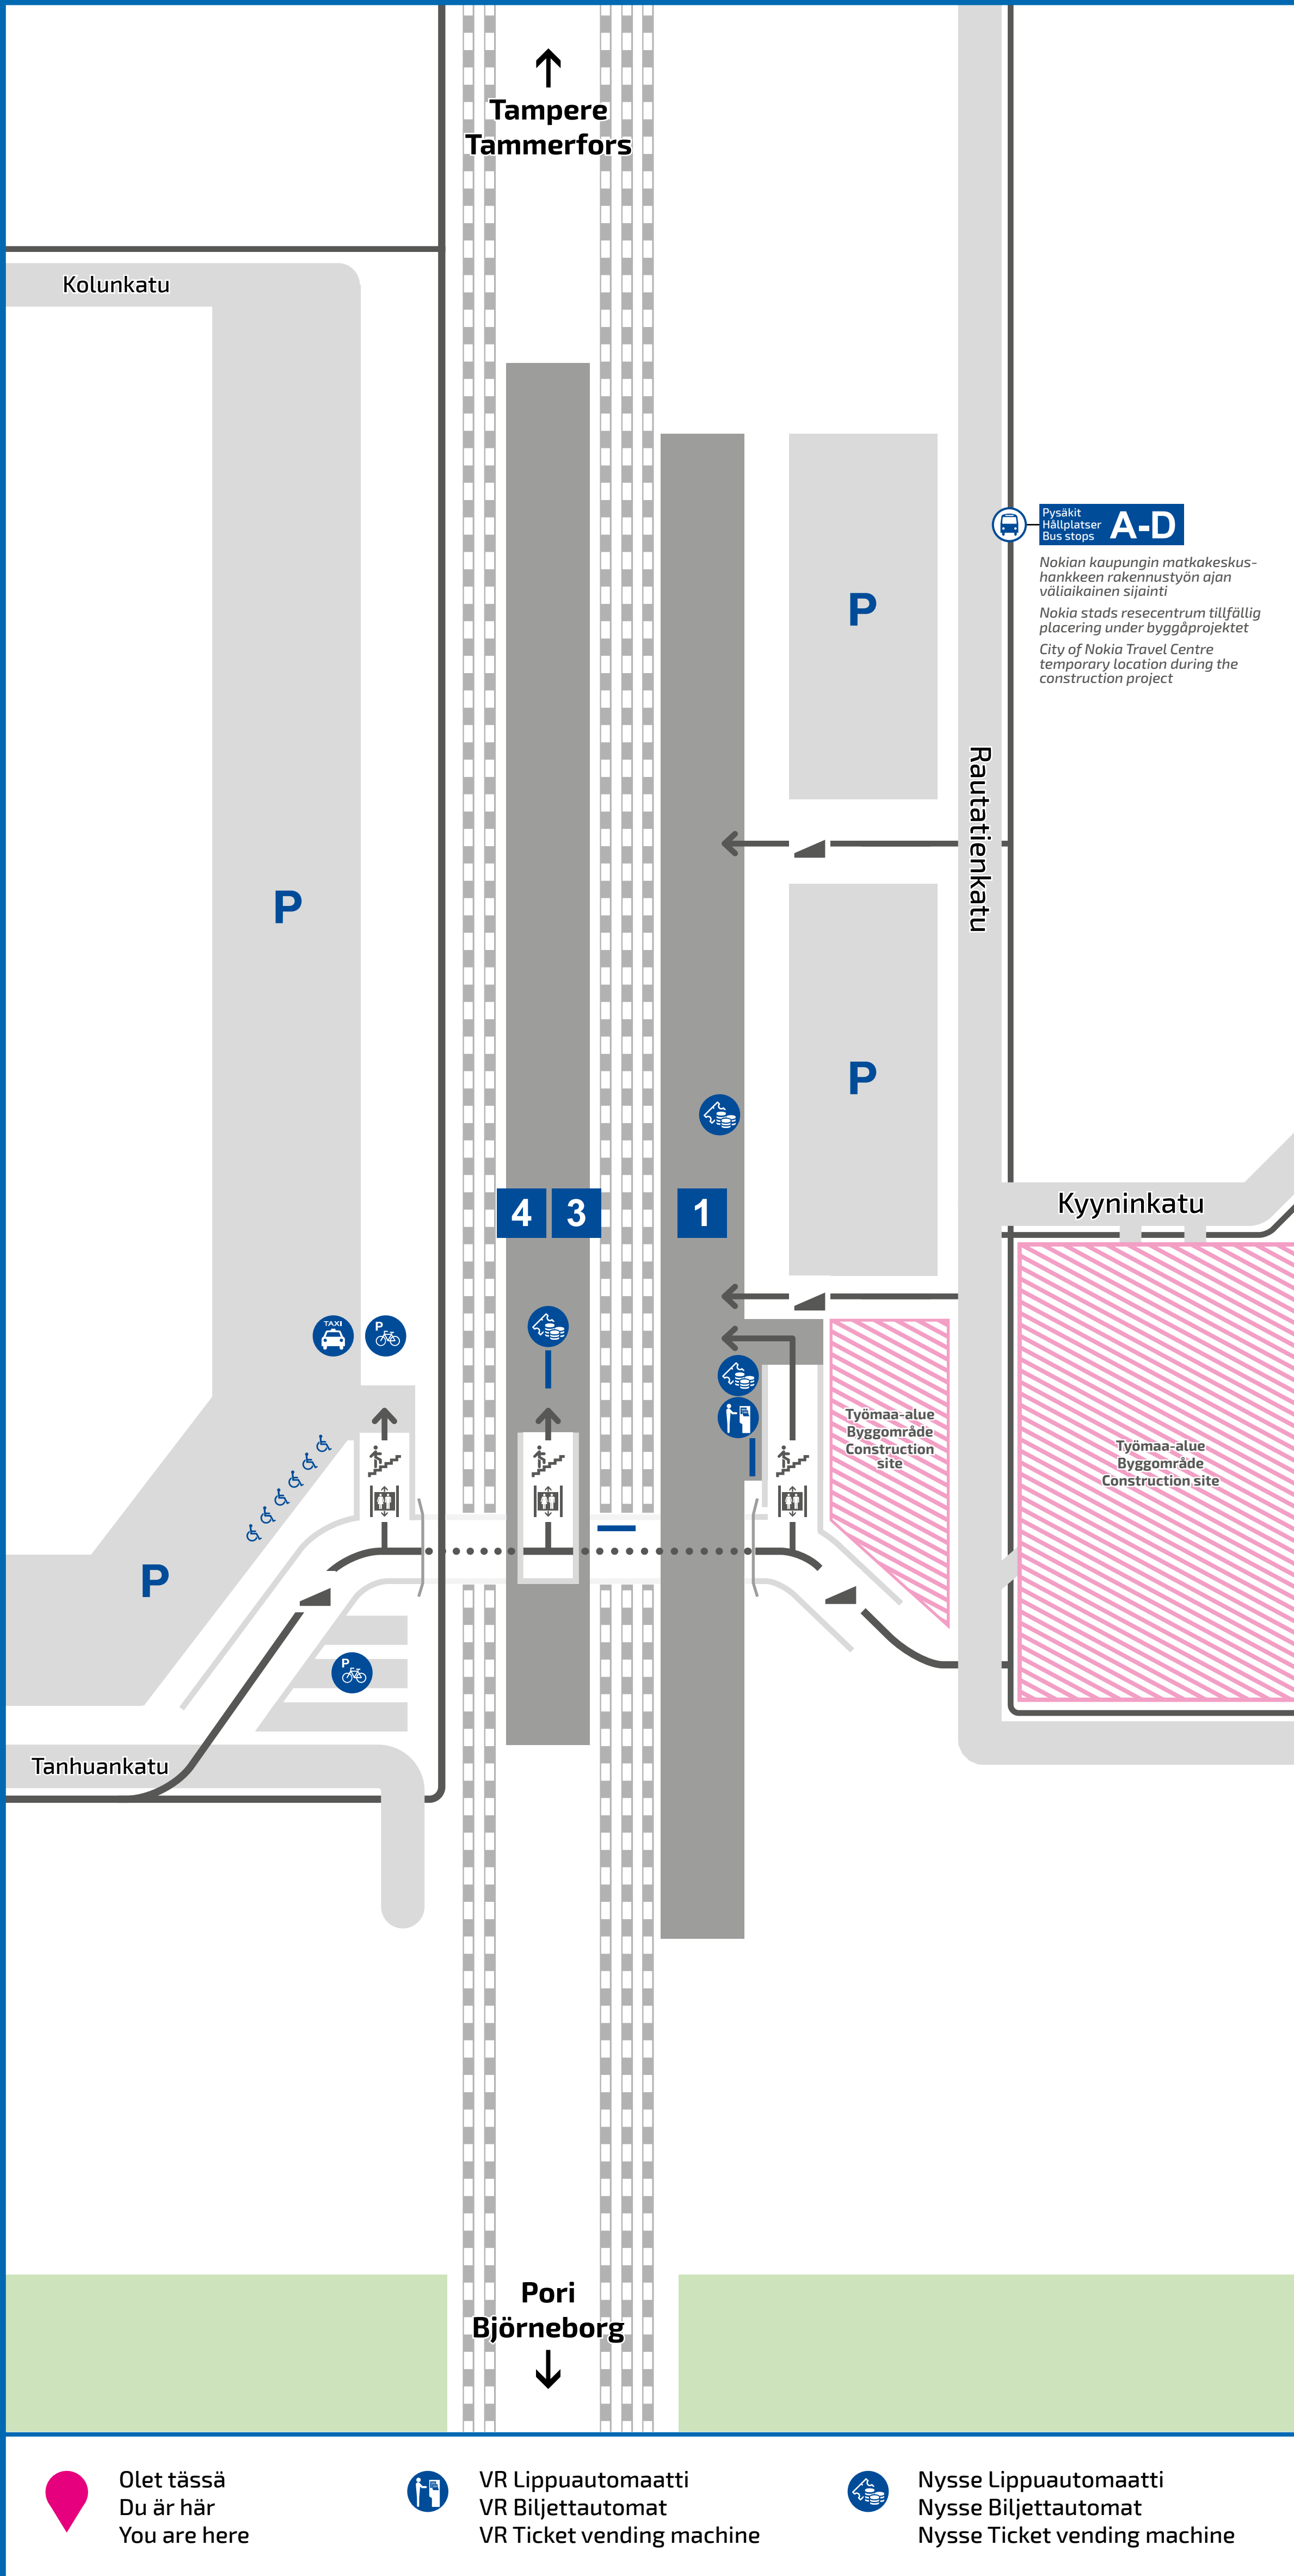 Tampere
Tammerfors
Kolunkatu
Pysäkit
Hållplatser
Bus stops
A-D
Nokian kaupungin matkakeskus-
hankkeen rakennustyön ajan
väliaikainen sijainti
Nokia stads resecentrum tillfällig
placering under byggåprojektet
City of Nokia Travel Centre
temporary location during the
construction project
P
Rautatienkatu
P
P
4
3
1
Kyyninkatu
TAXI
P
Työmaa-alue
Byggområde
Construction
site
Työmaa-alue
Byggområde
Construction site
P
P
Tanhuankatu
Pori
Björneborg
Olet tässä
Du är här
You are here
VR Lippuautomaatti
VR Biljettautomat
VR Ticket vending machine
Nysse Lippuautomaatti
Nysse Biljettautomat
Nysse Ticket vending machine